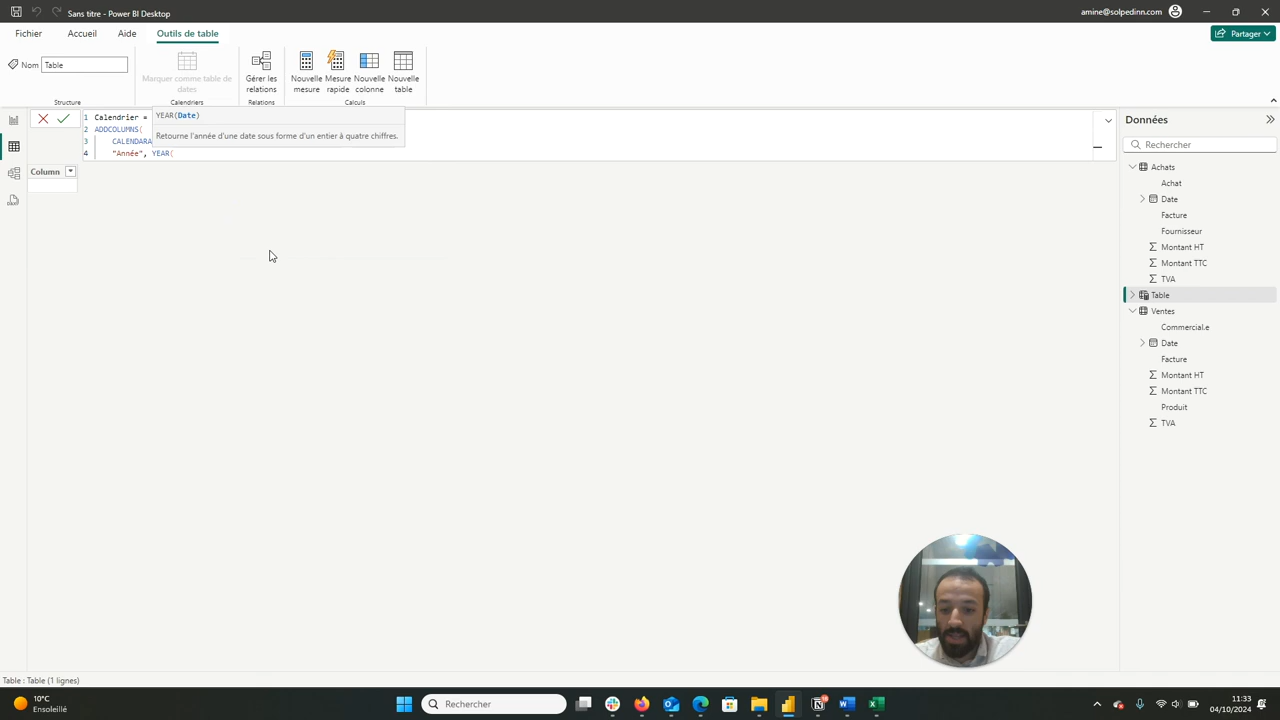 Sans titre - Power BI Desktop
amine@solpedinn.com
Fichier
Accueil
Aide
Outils de table
Partager
Nom
Table
Marquer comme table de dates
Gérer les relations
Nouvelle mesure
Mesure rapide
Nouvelle colonne
Nouvelle table
Structure
Calendriers
Relations
Calculs
1 Calendrier =
2 ADDCOLUMNS(
3 CALENDARA
4 "Année", YEAR(
YEAR(Date)
Retourne l'année d'une date sous forme d'un entier à quatre chiffres.
Column
Données
Rechercher
Achats
Achat
Date
Facture
Fournisseur
Montant HT
Montant TTC
TVA
Table
Ventes
Commercial.e
Date
Facture
Montant HT
Montant TTC
Produit
TVA
Table : Table (1 lignes)
10°C
Ensoleillé
Rechercher
11:33
04/10/2024